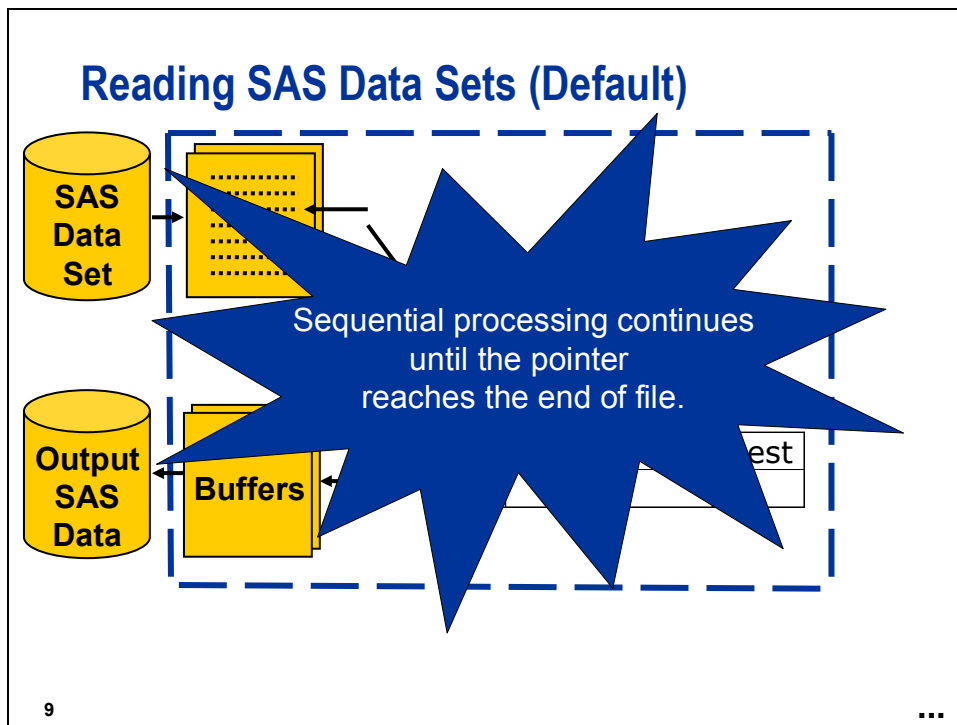 Reading SAS Data Sets (Default)
SAS
Data
Set
Sequential processing continues
until the pointer
reaches the end of file.
Output
SAS
Data
Buffers
est
9
...